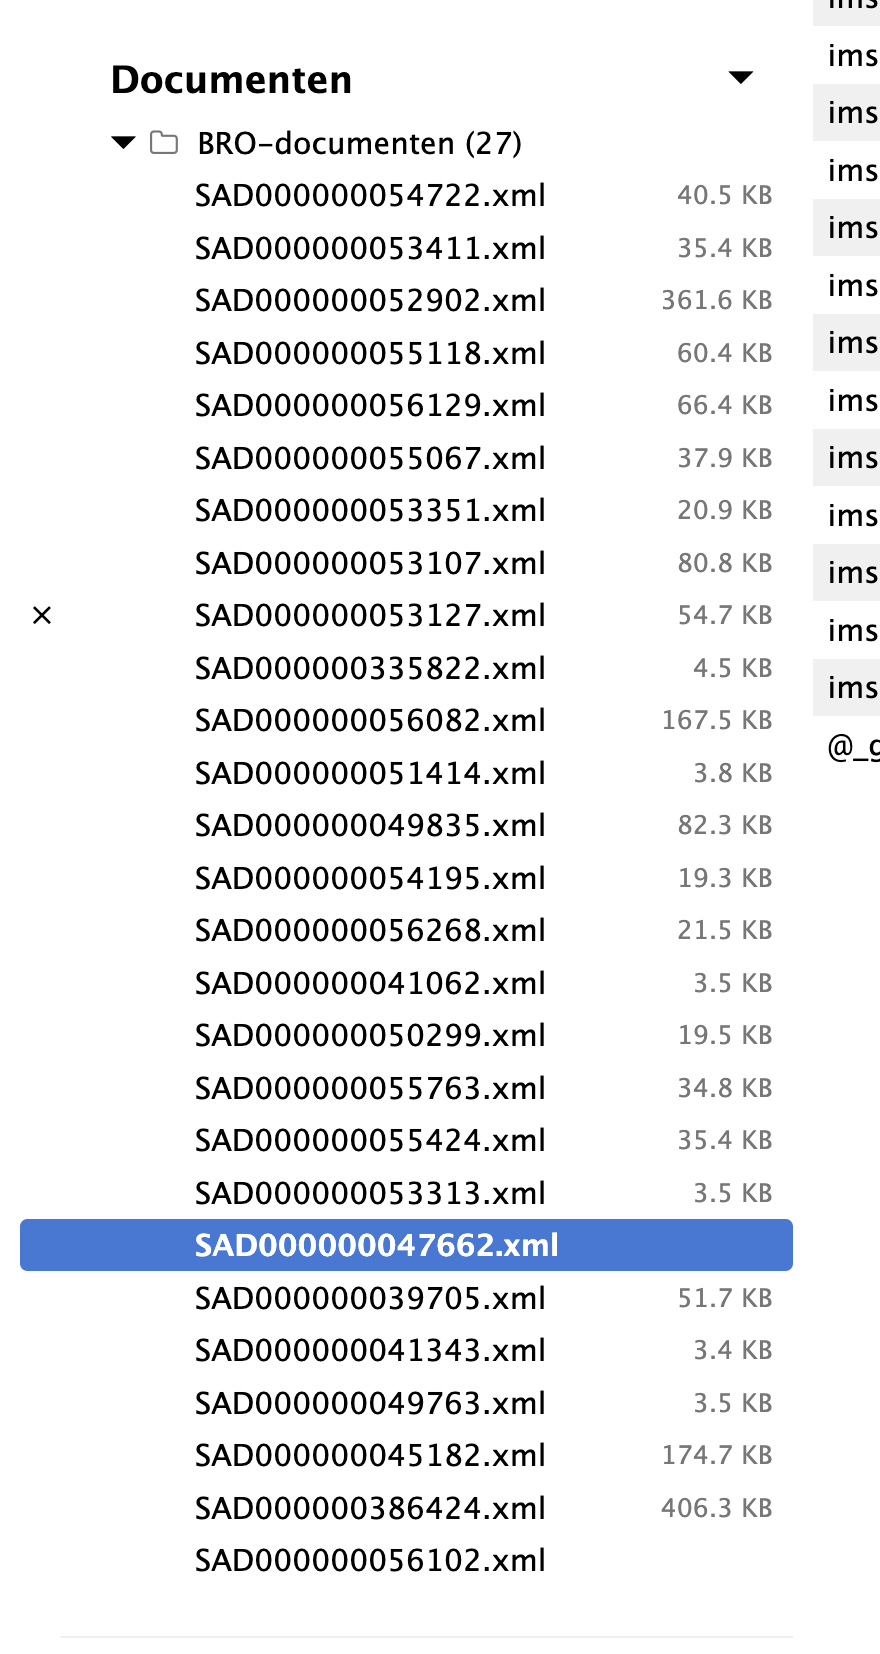 Documenten
BRO-documenten (27)
SAD000000054722.xml 40.5 KB
SAD000000053411.xml 35.4 KB
SAD000000052902.xml 361.6 KB
SAD000000055118.xml 60.4 KB
SAD000000056129.xml 66.4 KB
SAD000000055067.xml 37.9 KB
SAD000000053351.xml 20.9 KB
SAD000000053107.xml 80.8 KB
SAD000000053127.xml 54.7 KB
SAD000000335822.xml 4.5 KB
SAD000000056082.xml 167.5 KB
SAD000000051414.xml 3.8 KB
SAD000000049835.xml 82.3 KB
SAD000000054195.xml 19.3 KB
SAD000000056268.xml 21.5 KB
SAD000000041062.xml 3.5 KB
SAD000000050299.xml 19.5 KB
SAD000000055763.xml 34.8 KB
SAD000000055424.xml 35.4 KB
SAD000000053313.xml 3.5 KB
SAD000000047662.xml
SAD000000039705.xml 51.7 KB
SAD000000041343.xml 3.4 KB
SAD000000049763.xml 3.5 KB
SAD000000045182.xml 174.7 KB
SAD000000386424.xml 406.3 KB
SAD000000056102.xml
ims
ims
ims
ims
ims
ims
ims
ims
ims
ims
ims
ims